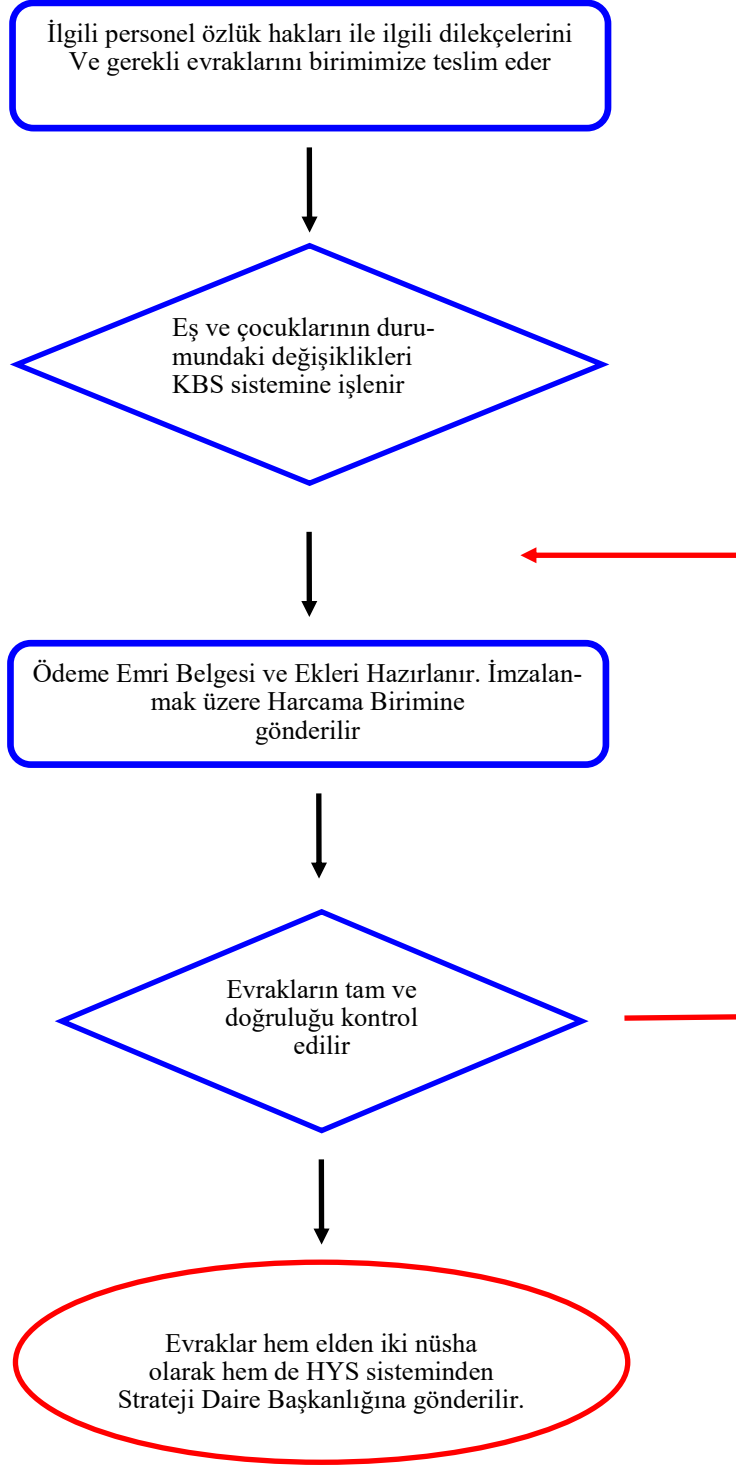 İlgili personel özlük hakları ile ilgili dilekçelerini
Ve gerekli evraklarını birimimize teslim eder
Eş ve çocuklarının duru-
mundaki değişiklikleri
KBS sistemine işlenir
Ödeme Emri Belgesi ve Ekleri Hazırlanır. İmzalan-
mak üzere Harcama Birimine
gönderilir
Evrakların tam ve
doğruluğu kontrol
edilir
Evraklar hem elden iki nüsha
olarak hem de HYS sisteminden
Strateji Daire Başkanlığına gönderilir.